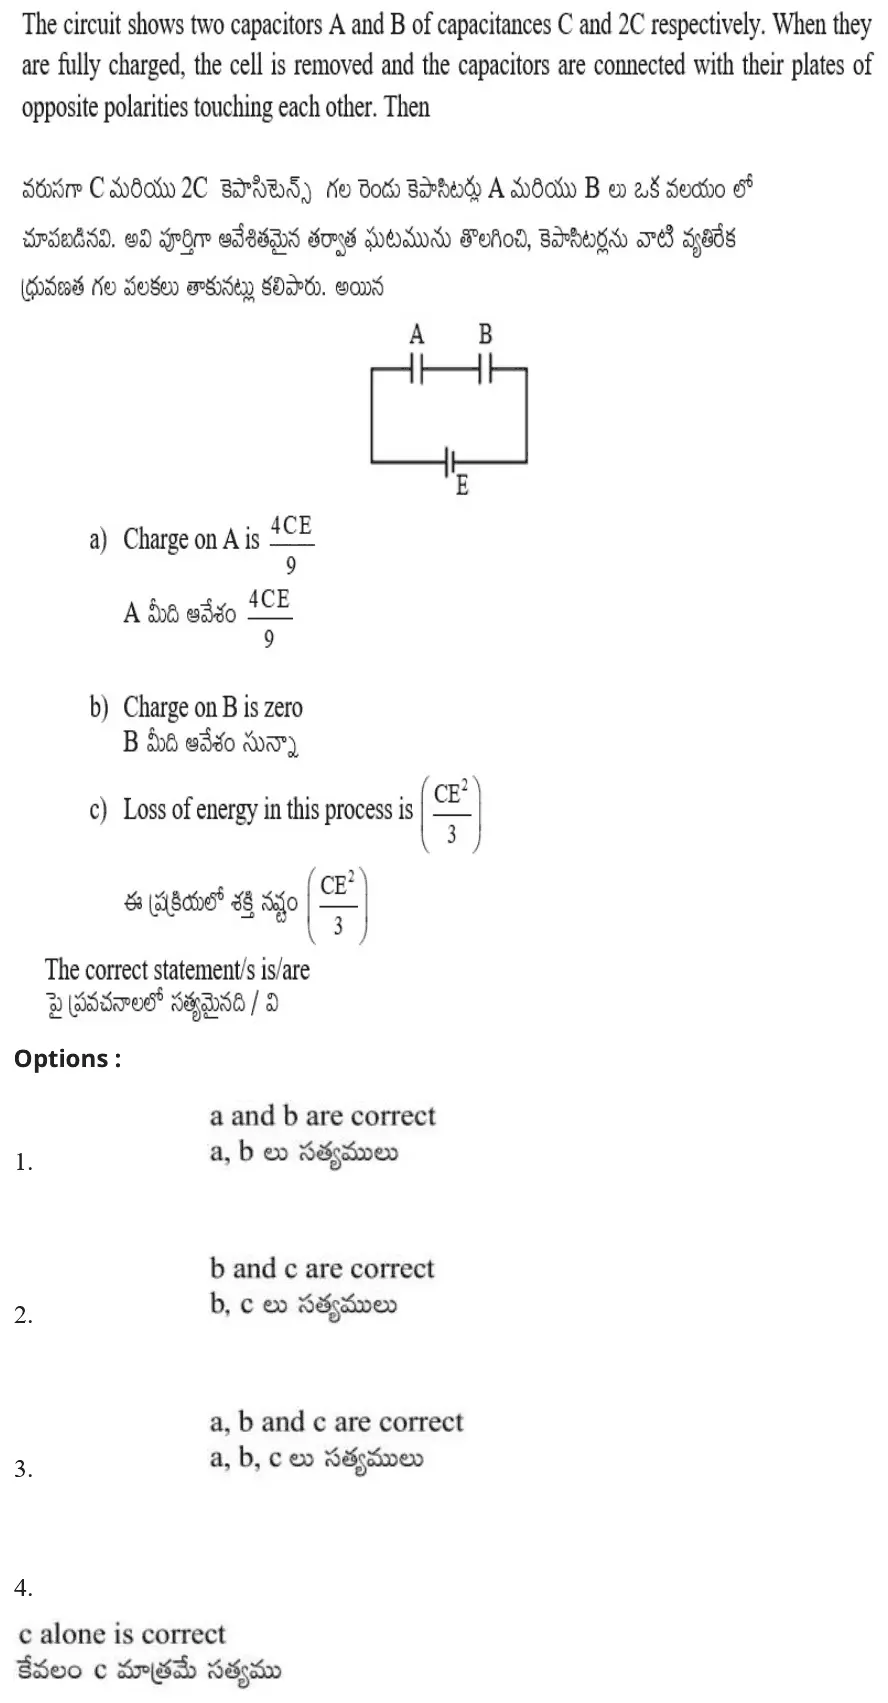 The circuit shows two capacitors A and B of capacitances C and 2C respectively. When they
are fully charged, the cell is removed and the capacitors are connected with their plates of
opposite polarities touching each other. Then
వరుసగా C మరియు 2C కెపాసిటెన్స్ గల రెండు కెపాసిటర్లు A మరియు B లు ఒక వలయం లో
చూపబడినవి. అవి పూర్తిగా ఆవేశితమైన తర్వాత ఘటమును తొలగించి, కెపాసిటర్లను వాటి వ్యతిరేక
ధ్రువణత గల పలకలు తాకునట్లు కలిపారు. అయిన
A B
E
a) Charge on A is 4CE/9
A మీది ఆవేశం 4CE/9
b) Charge on B is zero
B మీది ఆవేశం సున్నా
c) Loss of energy in this process is (CE²/3)
ఈ ప్రక్రియలో శక్తి నష్టం (CE²/3)
The correct statement/s is/are
పై ప్రవచనాలలో సత్యమైనది / వి
Options :
a and b are correct
1. a, b లు సత్యములు
b and c are correct
2. b, c లు సత్యములు
a, b and c are correct
3. a, b, c లు సత్యములు
4.
c alone is correct
కేవలం c మాత్రమే సత్యము